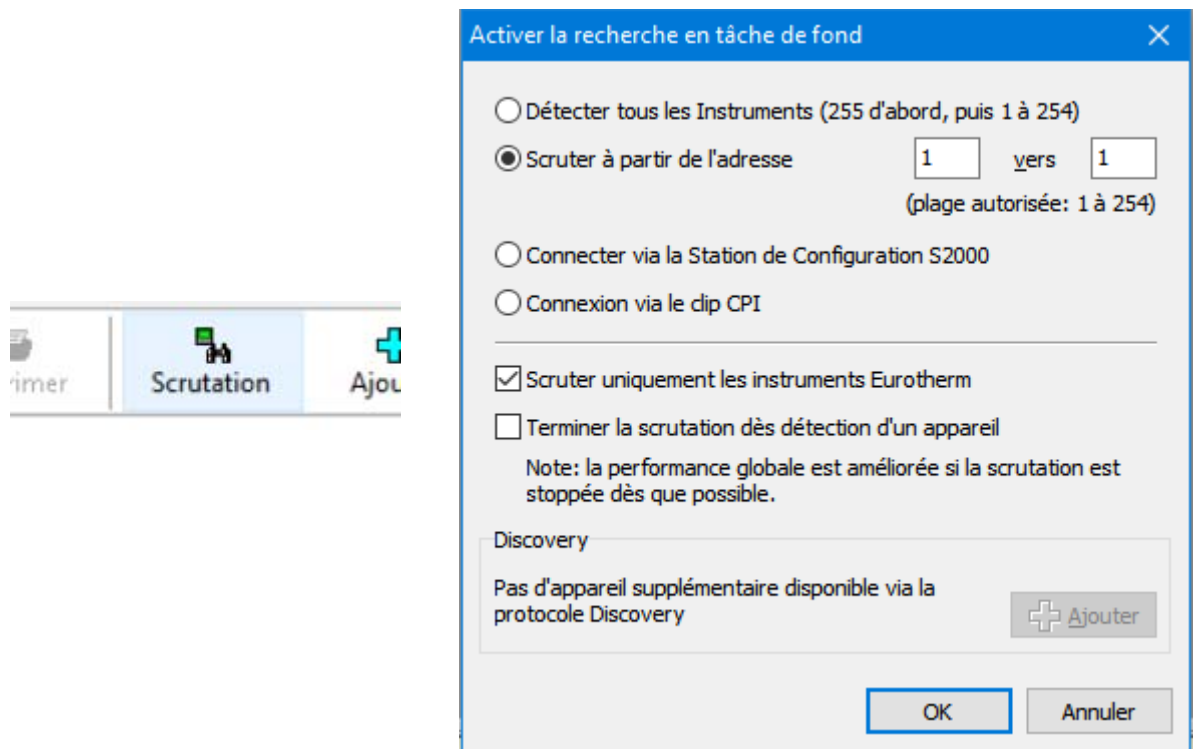 Scrutation
Activer la recherche en tâche de fond
Détecter tous les Instruments (255 d'abord, puis 1 à 254)
Scruter à partir de l'adresse 1 vers 1
(plage autorisée: 1 à 254)
Connecter via la Station de Configuration S2000
Connexion via le clip CPI
Scruter uniquement les instruments Eurotherm
Terminer la scrutation dès détection d'un appareil
Note: la performance globale est améliorée si la scrutation est
stoppée dès que possible.
Discovery
Pas d'appareil supplémentaire disponible via la
protocole Discovery
Ajouter
OK Annuler